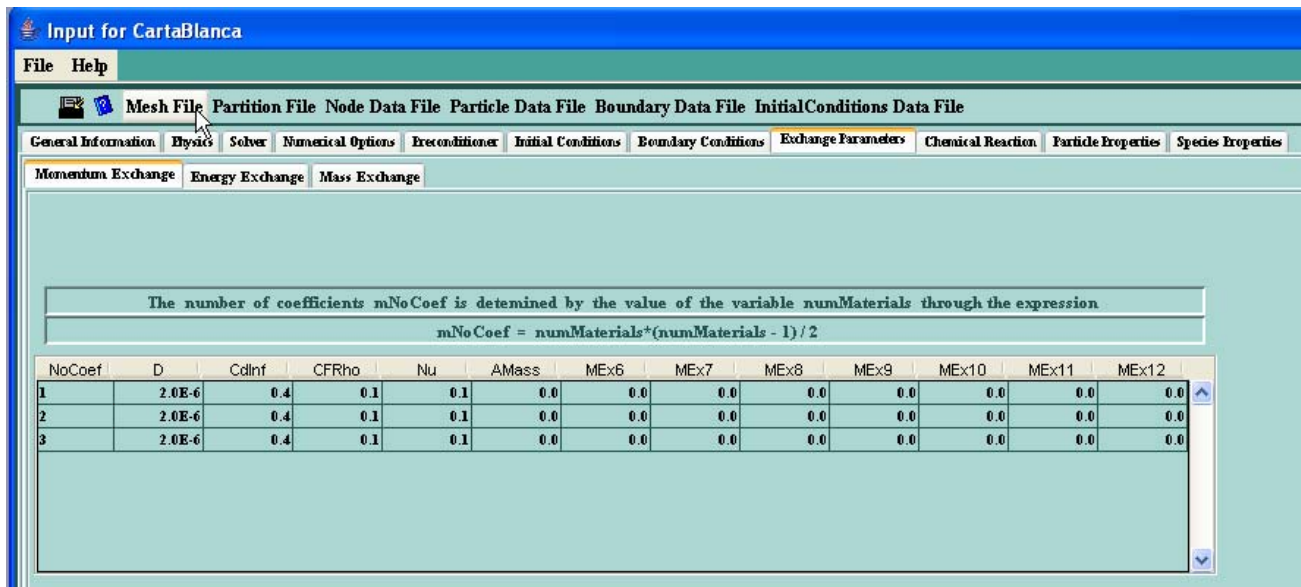 Input for CartaBlanca
File Help
Mesh File Partition File Node Data File Particle Data File Boundary Data File InitialConditions Data File
General Information Physics Solver Numerical Options Preconditioner Initial Conditions Boundary Conditions Exchange Parameters Chemical Reaction Particle Properties Species Properties
Momentum Exchange Energy Exchange Mass Exchange
The number of coefficients mNoCoef is detemined by the value of the variable numMaterials through the expression
mNoCoef = numMaterials*(numMaterials - 1)/2
NoCoef D CdInf CFRho Nu AMass MEx6 MEx7 MEx8 MEx9 MEx10 MEx11 MEx12
1 2.0E-6 0.4 0.1 0.1 0.0 0.0 0.0 0.0 0.0 0.0 0.0 0.0
2 2.0E-6 0.4 0.1 0.1 0.0 0.0 0.0 0.0 0.0 0.0 0.0 0.0
3 2.0E-6 0.4 0.1 0.1 0.0 0.0 0.0 0.0 0.0 0.0 0.0 0.0